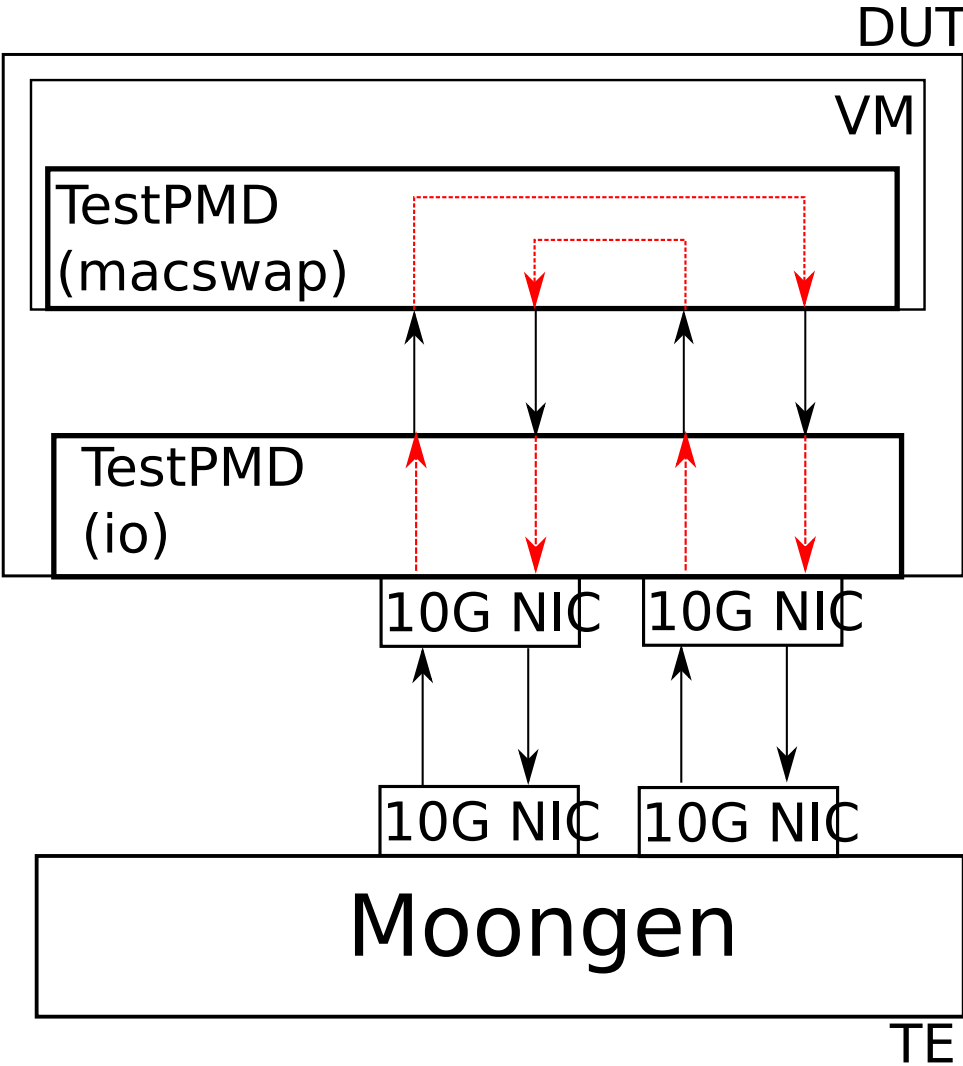 DUT
VM
TestPMD
(macswap)
TestPMD
(io)
10G NIC
10G NIC
10G NIC
10G NIC
Moongen
TE